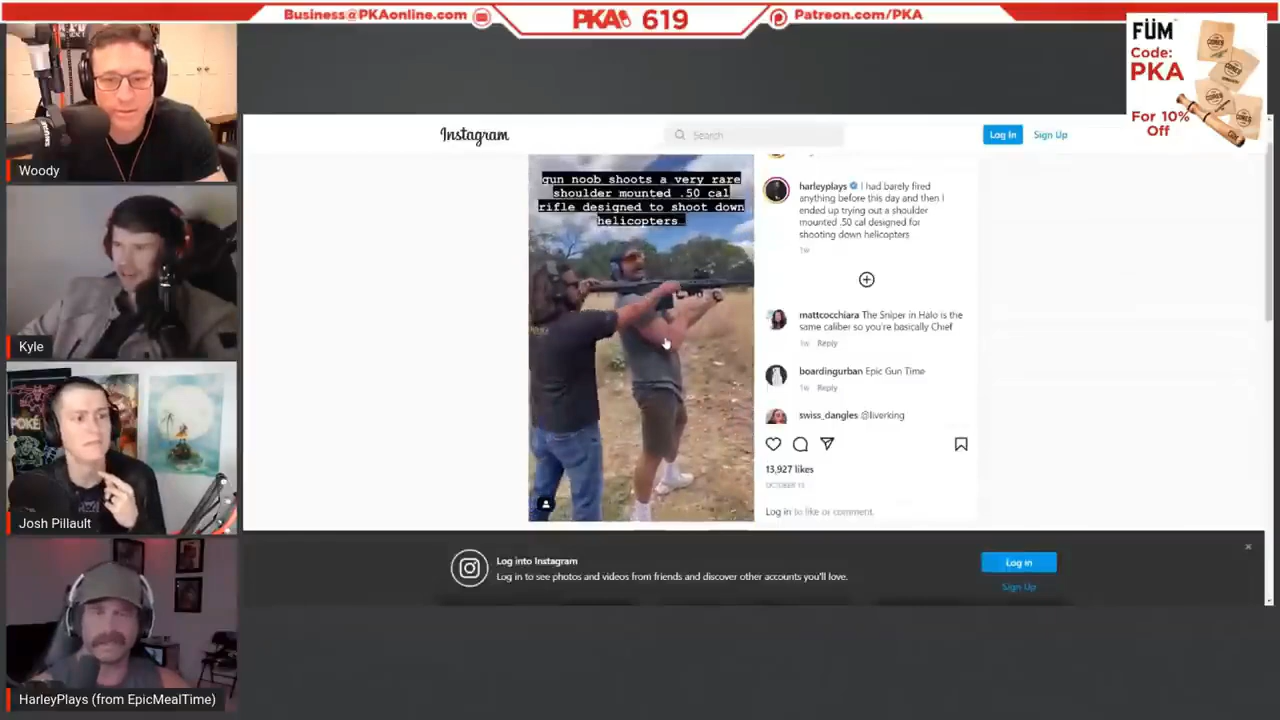 Business@PKAonline.com
PKA 619
Patreon.com/PKA
FÜM
Code:
PKA
For 10%
Off
Woody
Kyle
POKÉ
Josh Pillault
HarleyPlays (from EpicMealTime)
Instagram
Search
Log In
Sign Up
gun noob shoots a very rare
shoulder mounted .50 cal
rifle designed to shoot down
helicopters
harleyplays I had barely fired
anything before this day and then I
ended up trying out a shoulder
mounted .50 cal designed for
shooting down helicopters
1w
mattcocchiara The Sniper in Halo is the
same caliber so you're basically Chief
1w Reply
boardingurban Epic Gun Time
1w Reply
swiss_dangles @liverking
13,927 likes
Log in to like or comment.
Log into Instagram
Log in to see photos and videos from friends and discover other accounts you'll love.
Log In
Sign Up